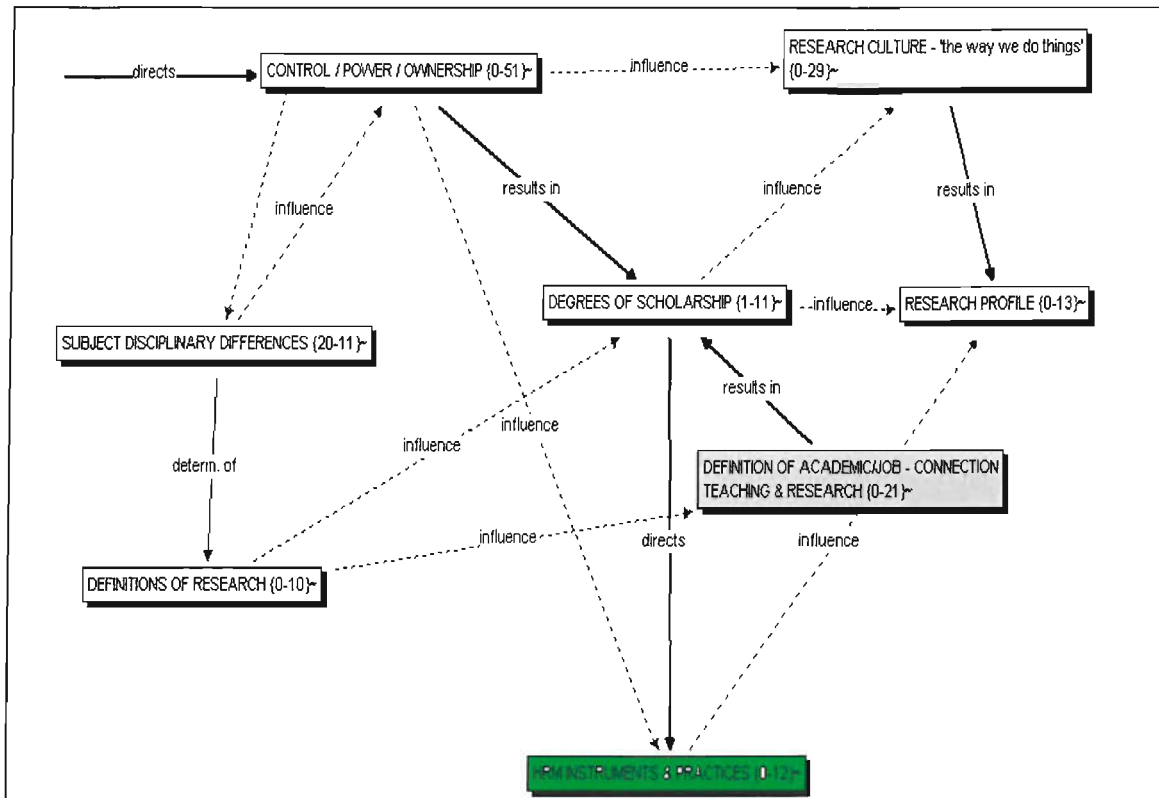 directs
CONTROL / POWER / OWNERSHIP {0-51}~
influence
RESEARCH CULTURE - 'the way we do things'
{0-29}~
results in
influence
results in
influence
DEGREES OF SCHOLARSHIP {1-11}~
influence
RESEARCH PROFILE {0-13}~
SUBJECT DISCIPLINARY DIFFERENCES {20-11}~
results in
influence
influence
determ. of
DEFINITION OF ACADEMIC/JOB - CONNECTION
TEACHING & RESEARCH {0-21}~
influence
directs
influence
DEFINITIONS OF RESEARCH {0-10}~
HRM INSTRUMENTS & PRACTICES {0-12}~